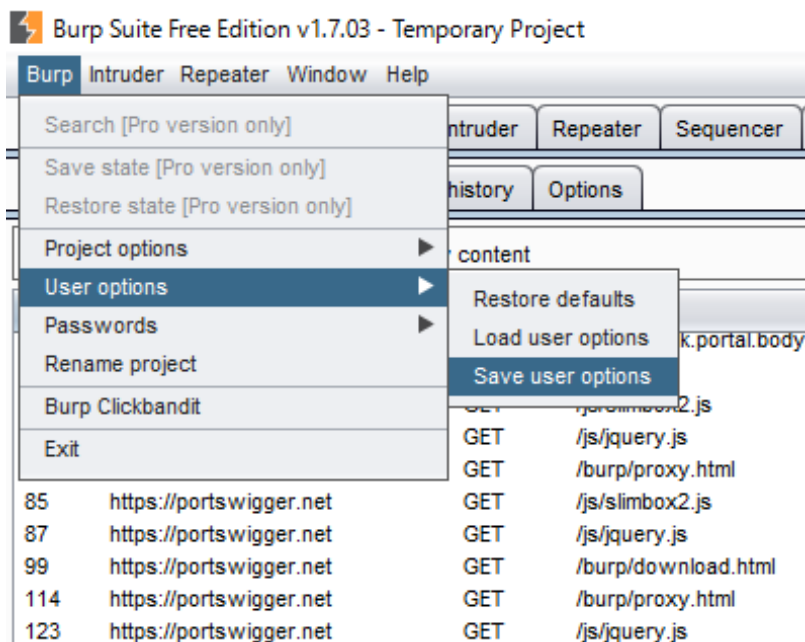 Burp Suite Free Edition v1.7.03 - Temporary Project
Burp Intruder Repeater Window Help
Search [Pro version only]
ntruder Repeater Sequencer
Save state [Pro version only]
history Options
Restore state [Pro version only]
Project options
content
User options
Restore defaults
Passwords
Load user options
k.portal.body
Rename project
Save user options
Burp Clickbandit
GET /js/slimbox2.js
Exit
GET /js/jquery.js
GET /burp/proxy.html
85 https://portswigger.net GET /js/slimbox2.js
87 https://portswigger.net GET /js/jquery.js
99 https://portswigger.net GET /burp/download.html
114 https://portswigger.net GET /burp/proxy.html
123 https://portswigger.net GET /js/jquery.js